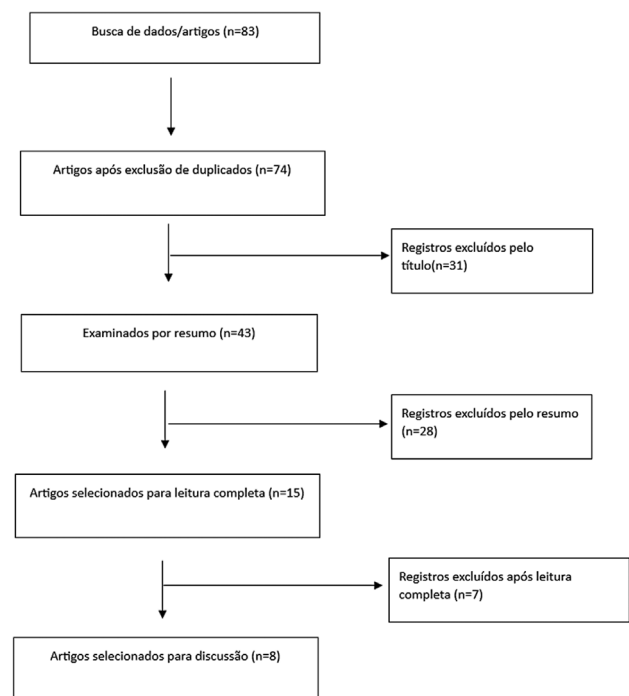 Busca de dados/artigos (n=83)
Artigos após exclusão de duplicados (n=74)
Registros excluídos pelo
título(n=31)
Examinados por resumo (n=43)
Registros excluídos pelo resumo
(n=28)
Artigos selecionados para leitura completa (n=15)
Registros excluídos após leitura
completa (n=7)
Artigos selecionados para discussão (n=8)